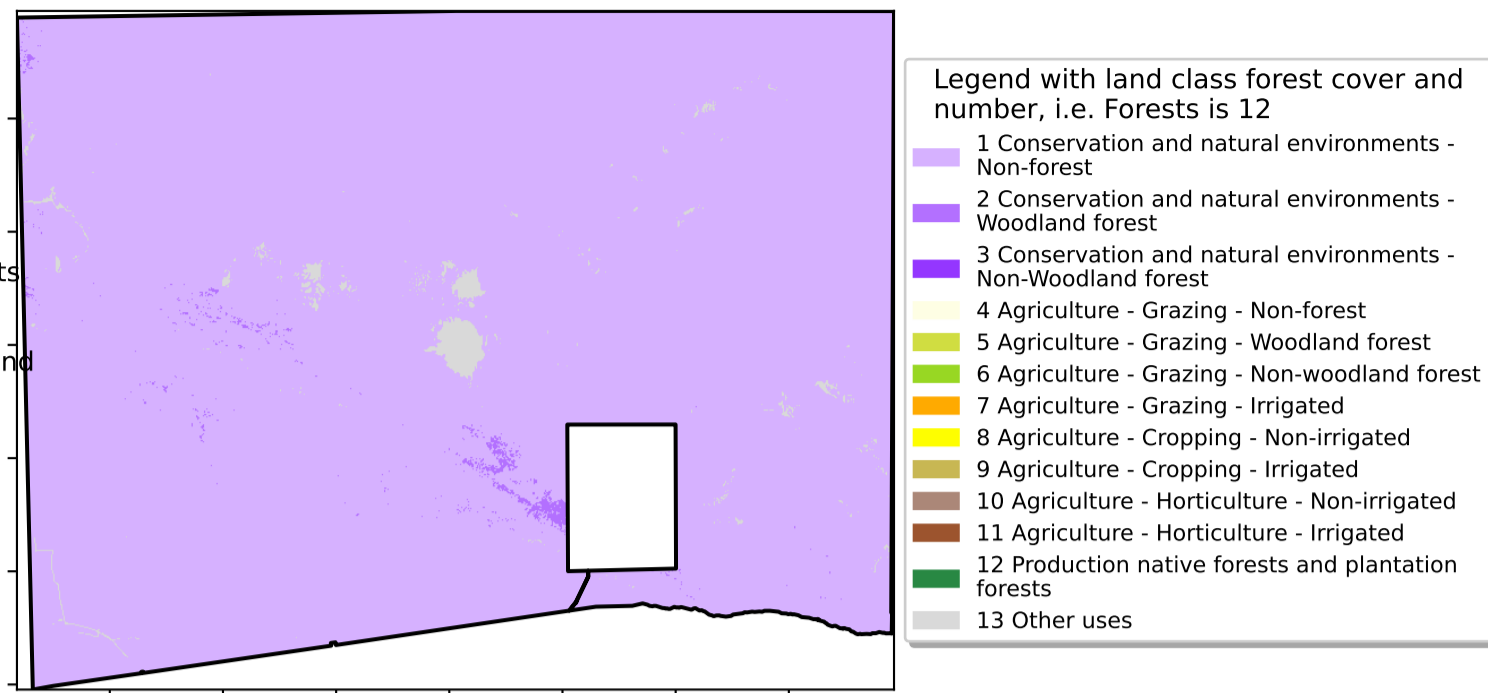 ts
nd
Legend with land class forest cover and
number, i.e. Forests is 12
1 Conservation and natural environments -
Non-forest
2 Conservation and natural environments -
Woodland forest
3 Conservation and natural environments -
Non-Woodland forest
4 Agriculture - Grazing - Non-forest
5 Agriculture - Grazing - Woodland forest
6 Agriculture - Grazing - Non-woodland forest
7 Agriculture - Grazing - Irrigated
8 Agriculture - Cropping - Non-irrigated
9 Agriculture - Cropping - Irrigated
10 Agriculture - Horticulture - Non-irrigated
11 Agriculture - Horticulture - Irrigated
12 Production native forests and plantation
forests
13 Other uses